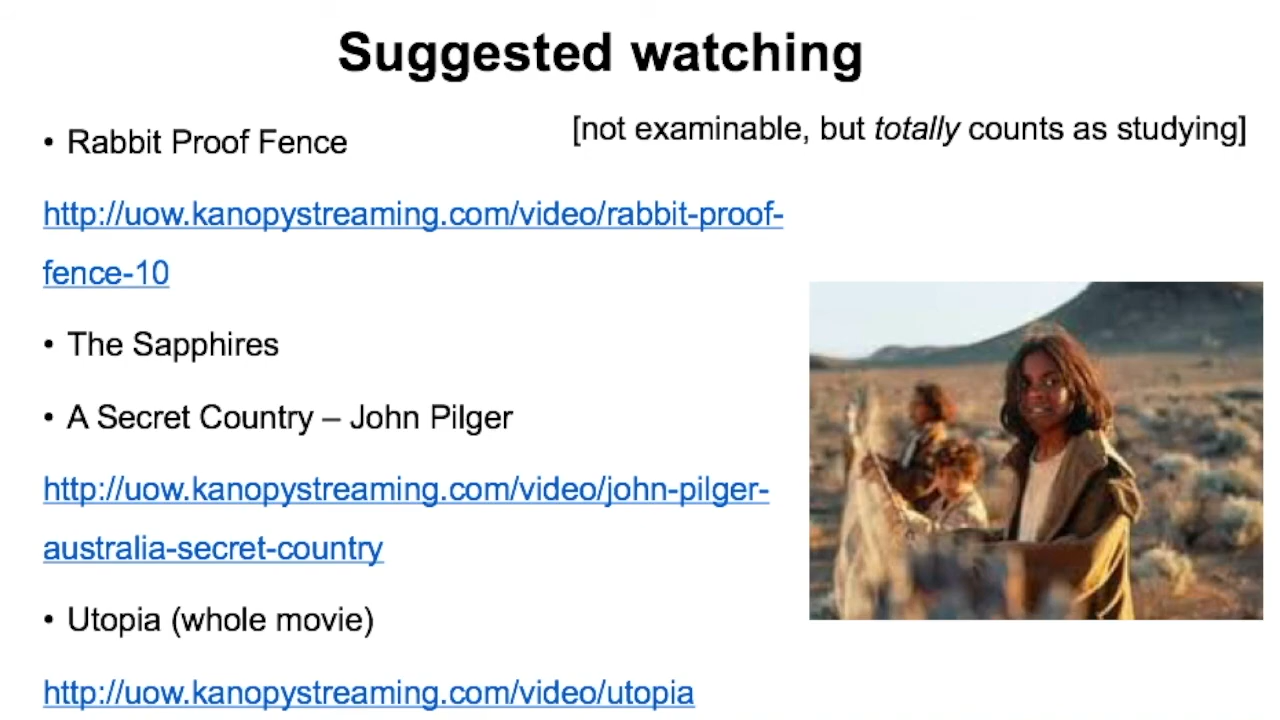 Suggested watching
[not examinable, but totally counts as studying]
• Rabbit Proof Fence
http://uow.kanopystreaming.com/video/rabbit-proof-
fence-10
• The Sapphires
• A Secret Country – John Pilger
http://uow.kanopystreaming.com/video/john-pilger-
australia-secret-country
• Utopia (whole movie)
http://uow.kanopystreaming.com/video/utopia